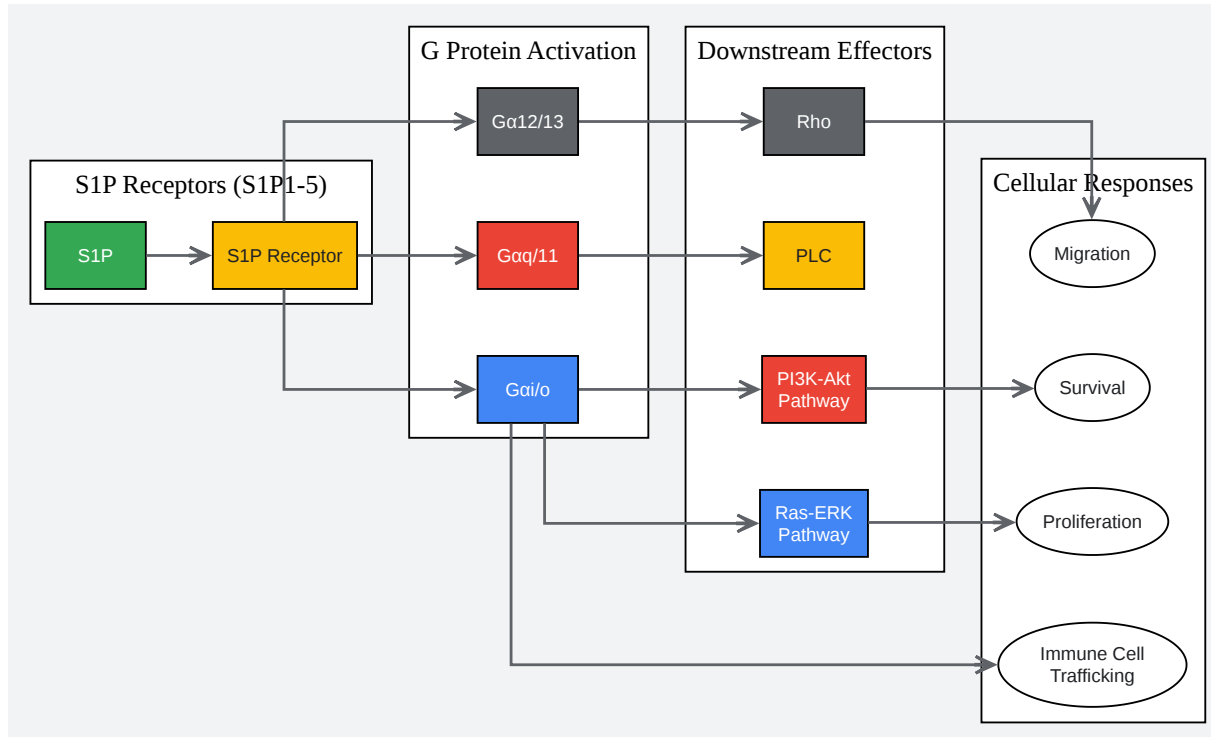 G Protein Activation
Downstream Effectors
Gα12/13
Rho
S1P Receptors (S1P1-5)
Cellular Responses
S1P
S1P Receptor
Gαq/11
PLC
Migration
Gαi/o
PI3K-Akt
Pathway
Survival
Ras-ERK
Pathway
Proliferation
Immune Cell
Trafficking